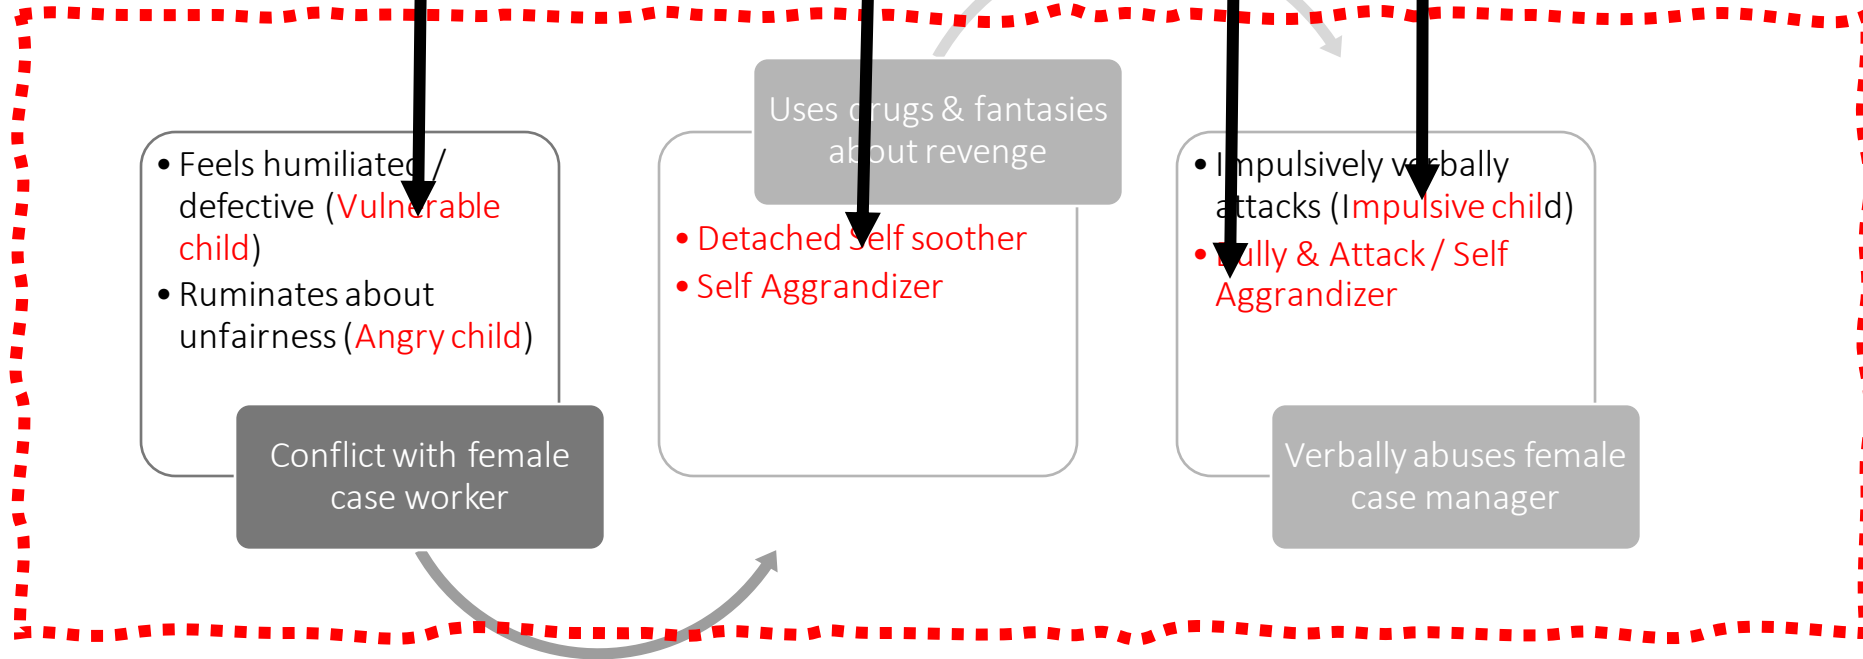 • Feels humiliated /
defective (Vulnerable
child)
• Ruminates about
unfairness (Angry child)
Conflict with female
case worker
Uses drugs & fantasies
about revenge
• Detached Self soother
• Self Aggrandizer
• Impulsively verbally
attacks (Impulsive child)
• Bully & Attack / Self
Aggrandizer
Verbally abuses female
case manager